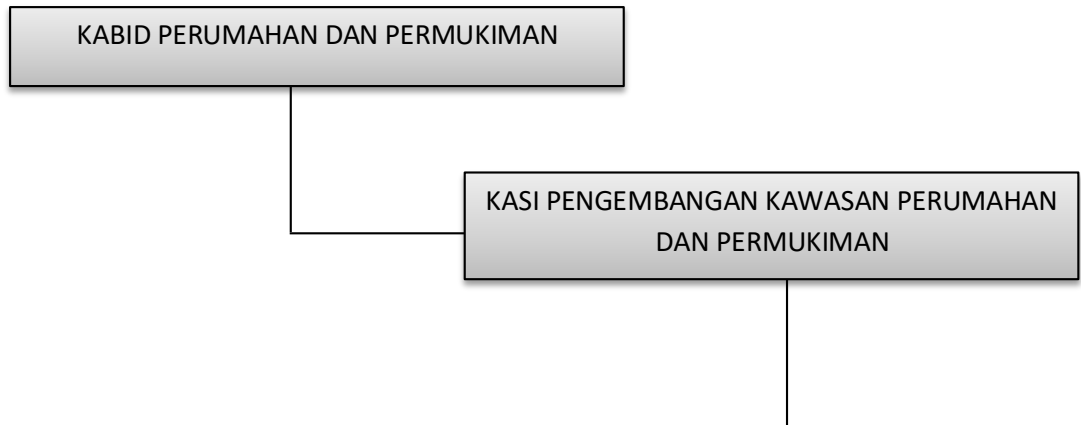 KABID PERUMAHAN DAN PERMUKIMAN
KASI PENGEMBANGAN KAWASAN PERUMAHAN
DAN PERMUKIMAN